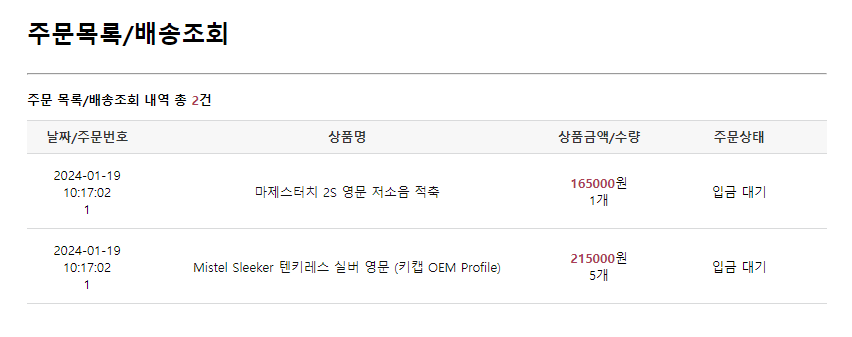 주문목록/배송조회
주문 목록/배송조회 내역 총 2건
날짜/주문번호 상품명 상품금액/수량 주문상태
2024-01-19
10:17:02
1
마제스터치 2S 영문 저소음 적축
165000원
1개
입금 대기
2024-01-19
10:17:02
1
Mistel Sleeker 텐키레스 실버 영문 (키캡 OEM Profile)
215000원
5개
입금 대기